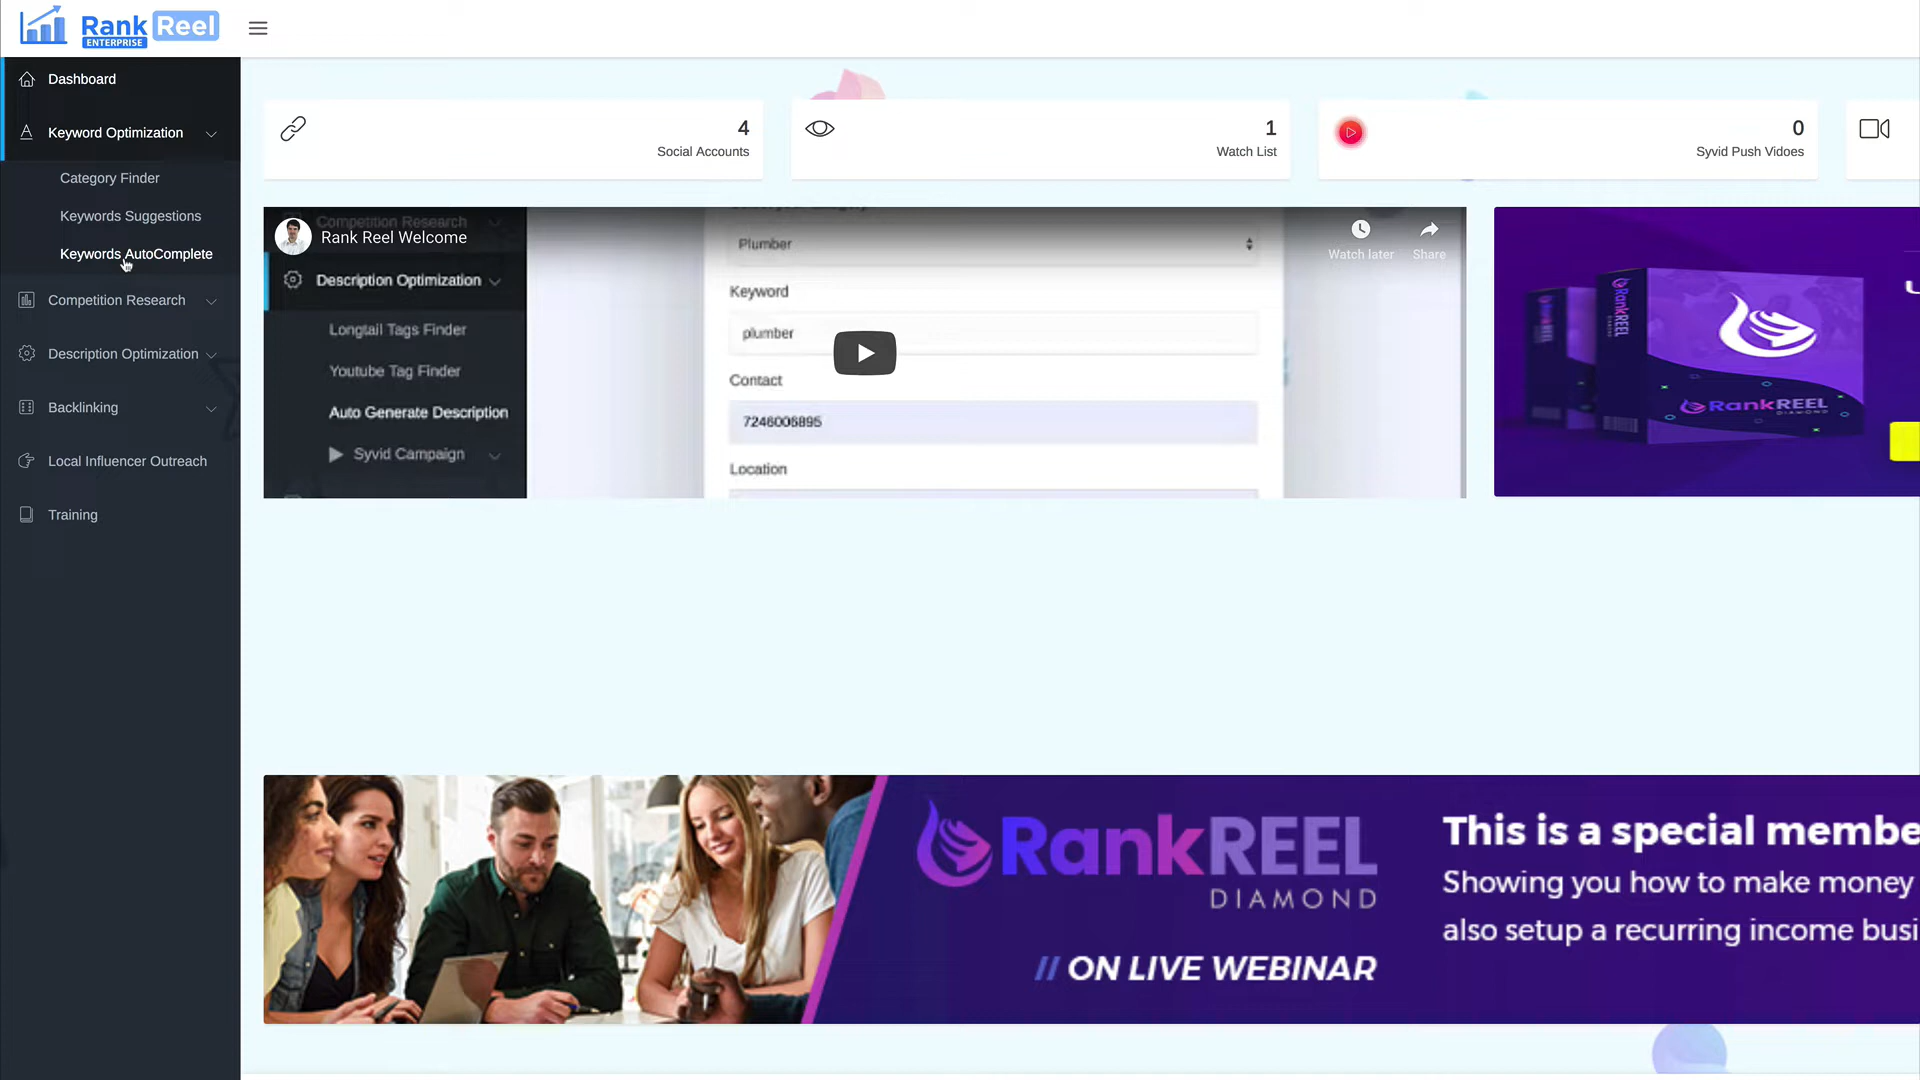 Rank Reel
ENTERPRISE
Dashboard
Keyword Optimization
Category Finder
Keywords Suggestions
Keywords AutoComplete
Competition Research
Description Optimization
Backlinking
Local Influencer Outreach
Training
4
Social Accounts
1
Watch List
0
Syvid Push Vidoes
Competition Research
Rank Reel Welcome
Description Optimization
Longtail Tags Finder
Youtube Tag Finder
Auto Generate Description
Syvid Campaign
Plumber
Keyword
plumber
Contact
7246006895
Location
Watch later
Share
RankREEL
RankREEL
DIAMOND
RankREEL
DIAMOND
// ON LIVE WEBINAR
This is a special membe
Showing you how to make money
also setup a recurring income busi